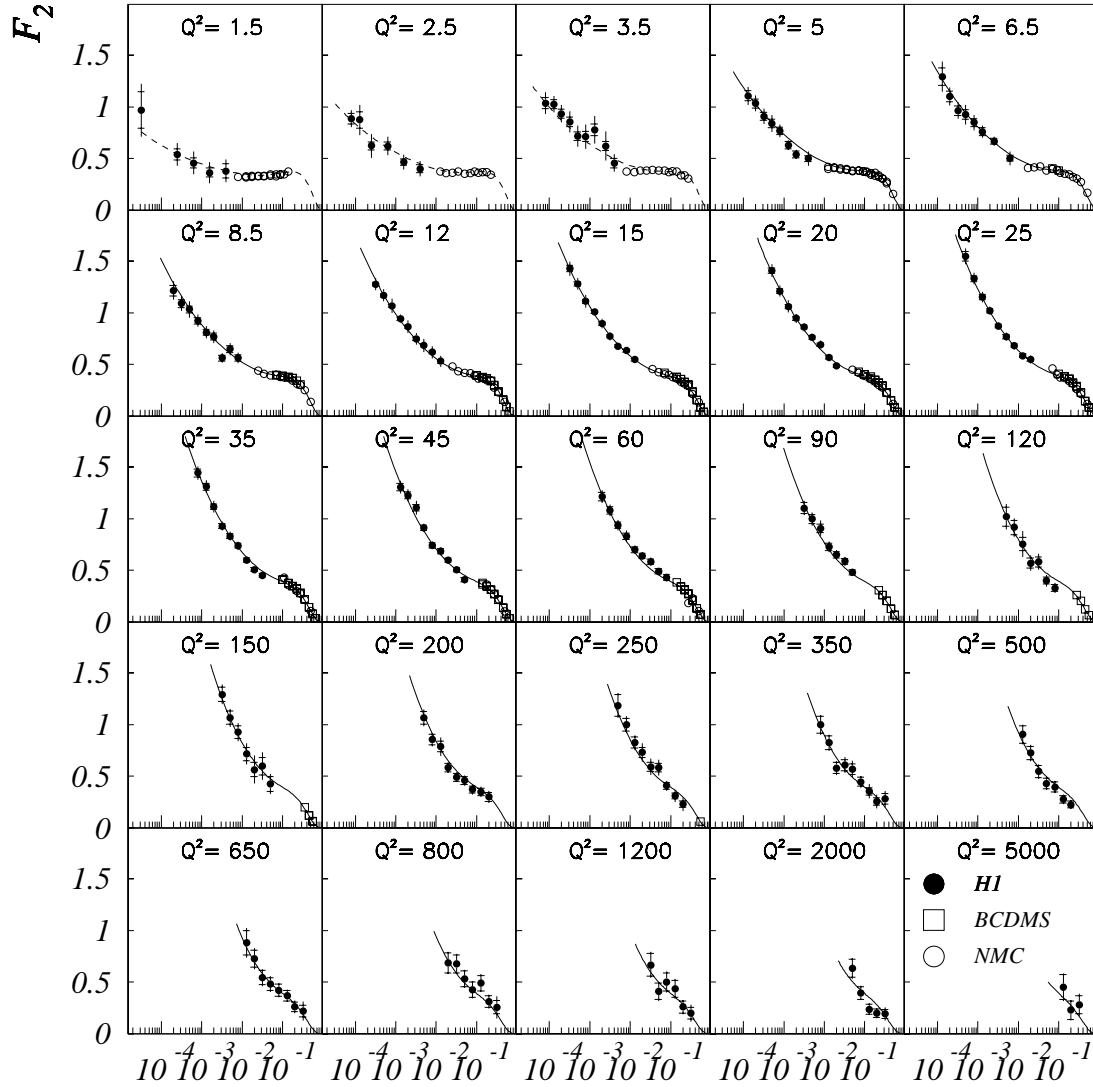 F₂
Q²= 1.5 Q²= 2.5 Q²= 3.5 Q²= 5 Q²= 6.5
1.5
1
0.5
0
Q²= 8.5 Q²= 12 Q²= 15 Q²= 20 Q²= 25
1.5
1
0.5
0
Q²= 35 Q²= 45 Q²= 60 Q²= 90 Q²= 120
1.5
1
0.5
0
Q²= 150 Q²= 200 Q²= 250 Q²= 350 Q²= 500
1.5
1
0.5
0
Q²= 650 Q²= 800 Q²= 1200 Q²= 2000 Q²= 5000
1.5
H1
1
BCDMS
NMC
0.5
0
10⁻⁴ 10⁻³ 10⁻² 10⁻¹ 10⁻⁴ 10⁻³ 10⁻² 10⁻¹ 10⁻⁴ 10⁻³ 10⁻² 10⁻¹ 10⁻⁴ 10⁻³ 10⁻² 10⁻¹ 10⁻⁴ 10⁻³ 10⁻² 10⁻¹